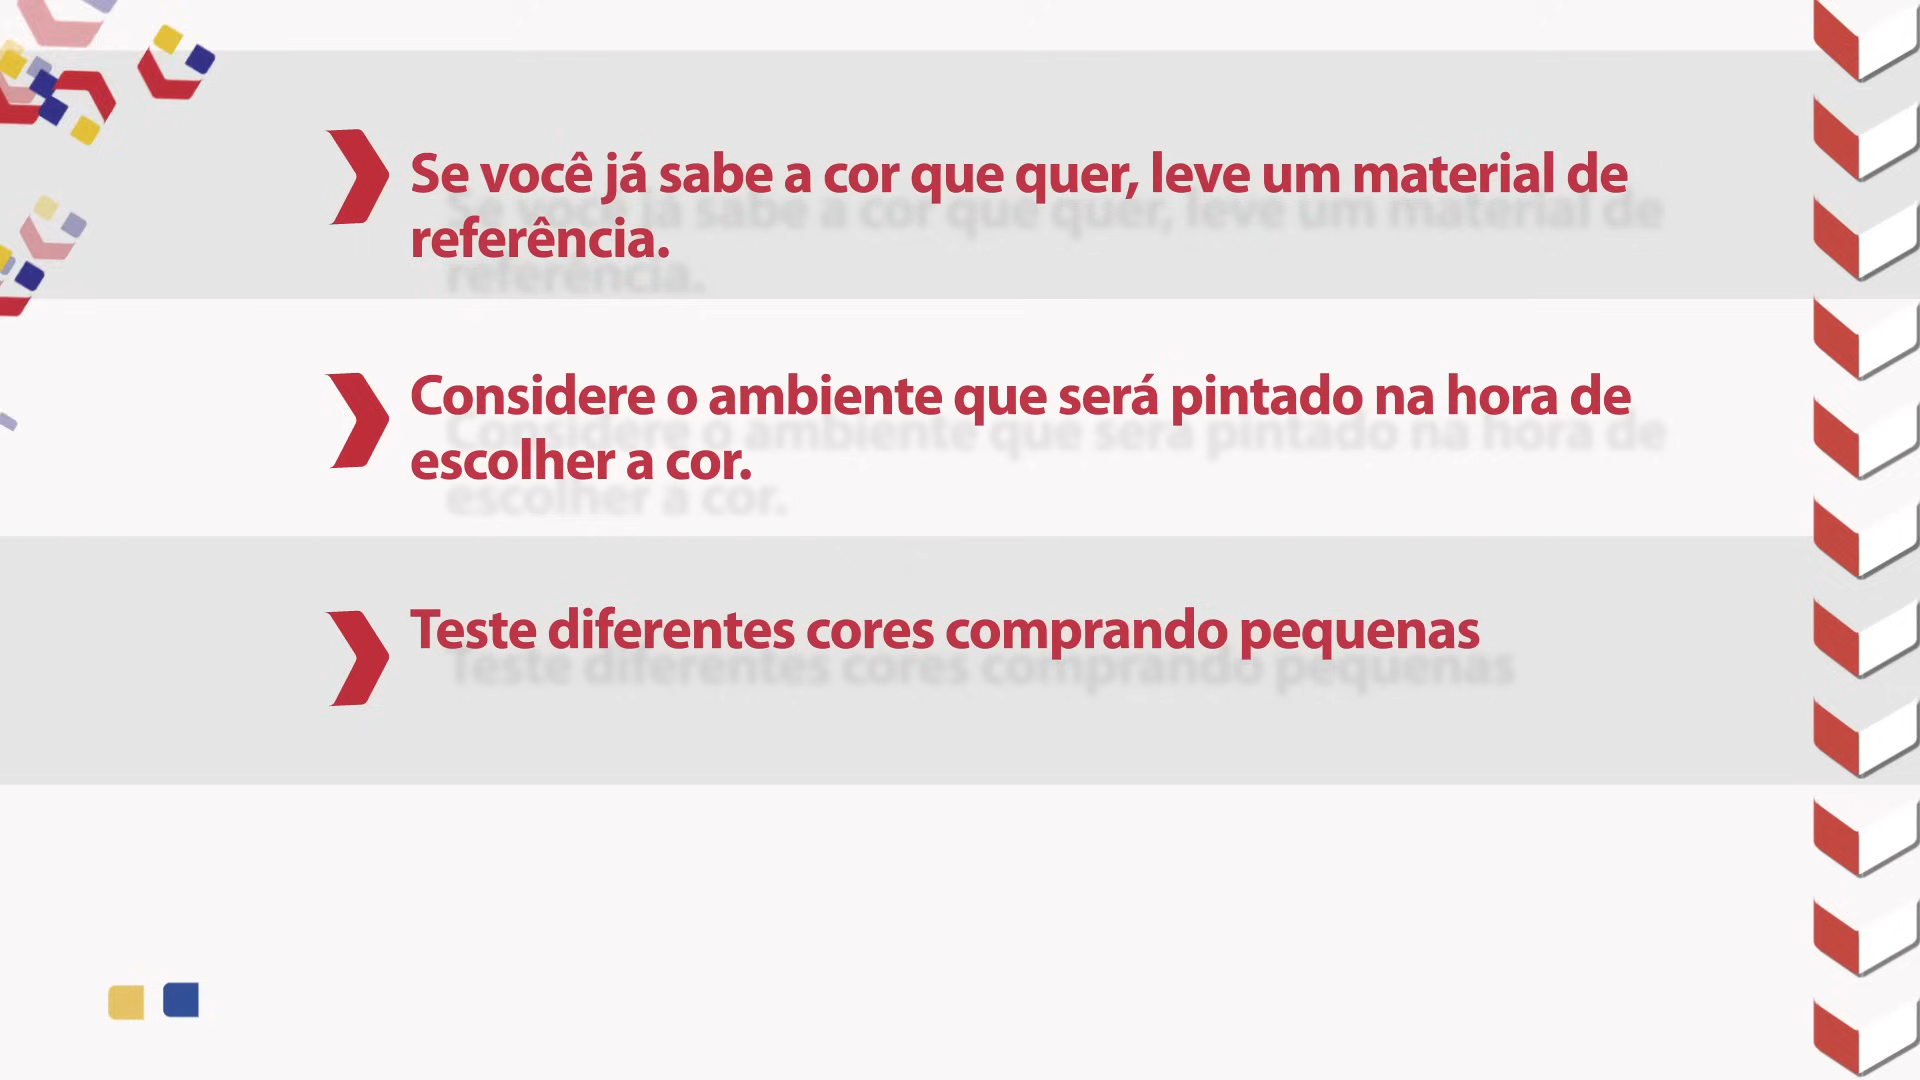 Se você já sabe a cor que quer, leve um material de
referência.
Considere o ambiente que será pintado na hora de
escolher a cor.
Teste diferentes cores comprando pequenas